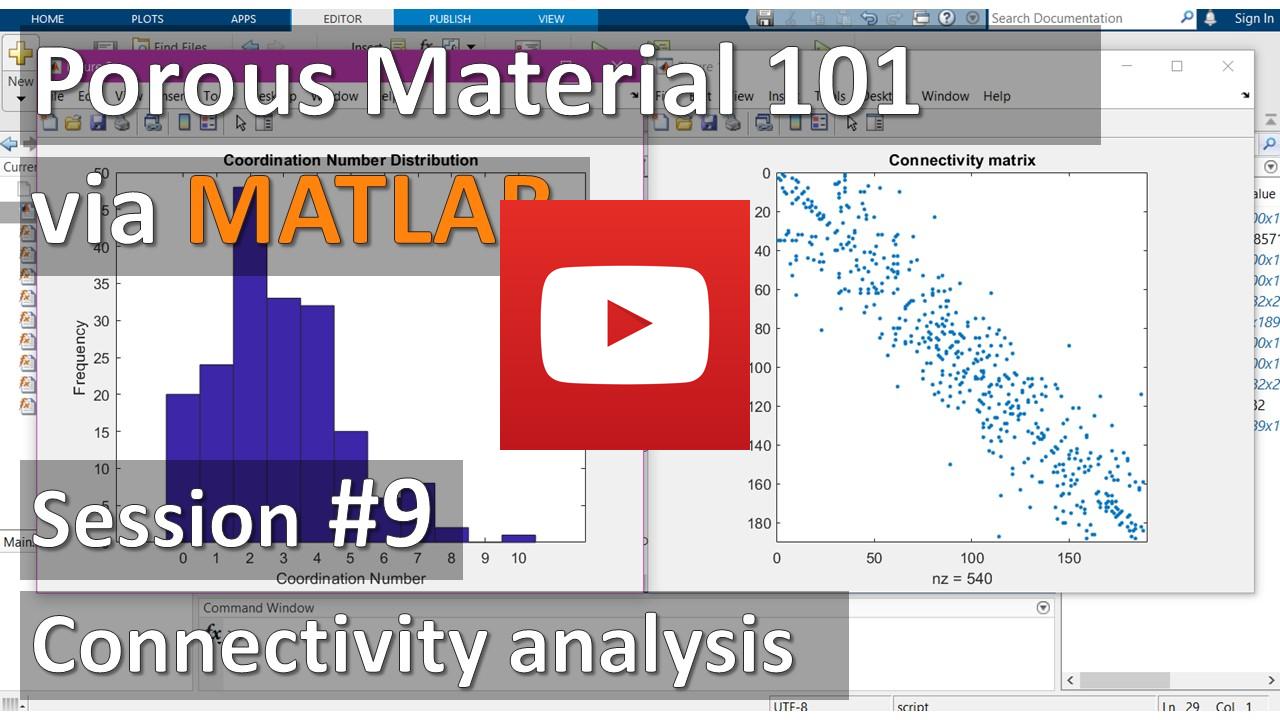 HOME PLOTS APPS EDITOR PUBLISH VIEW Search Documentation Sign In
Find Files Insert fx
New
Porous Material 101
Window Help
Curre
alue
Coordination Number Distribution
Connectivity matrix
via MATLAB
50
40
35
30
25
20
15
10
5
Frequency
0 1 2 3 4 5 6 7 8 9 10
Coordination Number
0
20
40
60
80
100
120
140
160
180
0 50 100 150
nz = 540
Session #9
Command Window
fx
Connectivity analysis
UTF-8 script Ln 29 Col 1